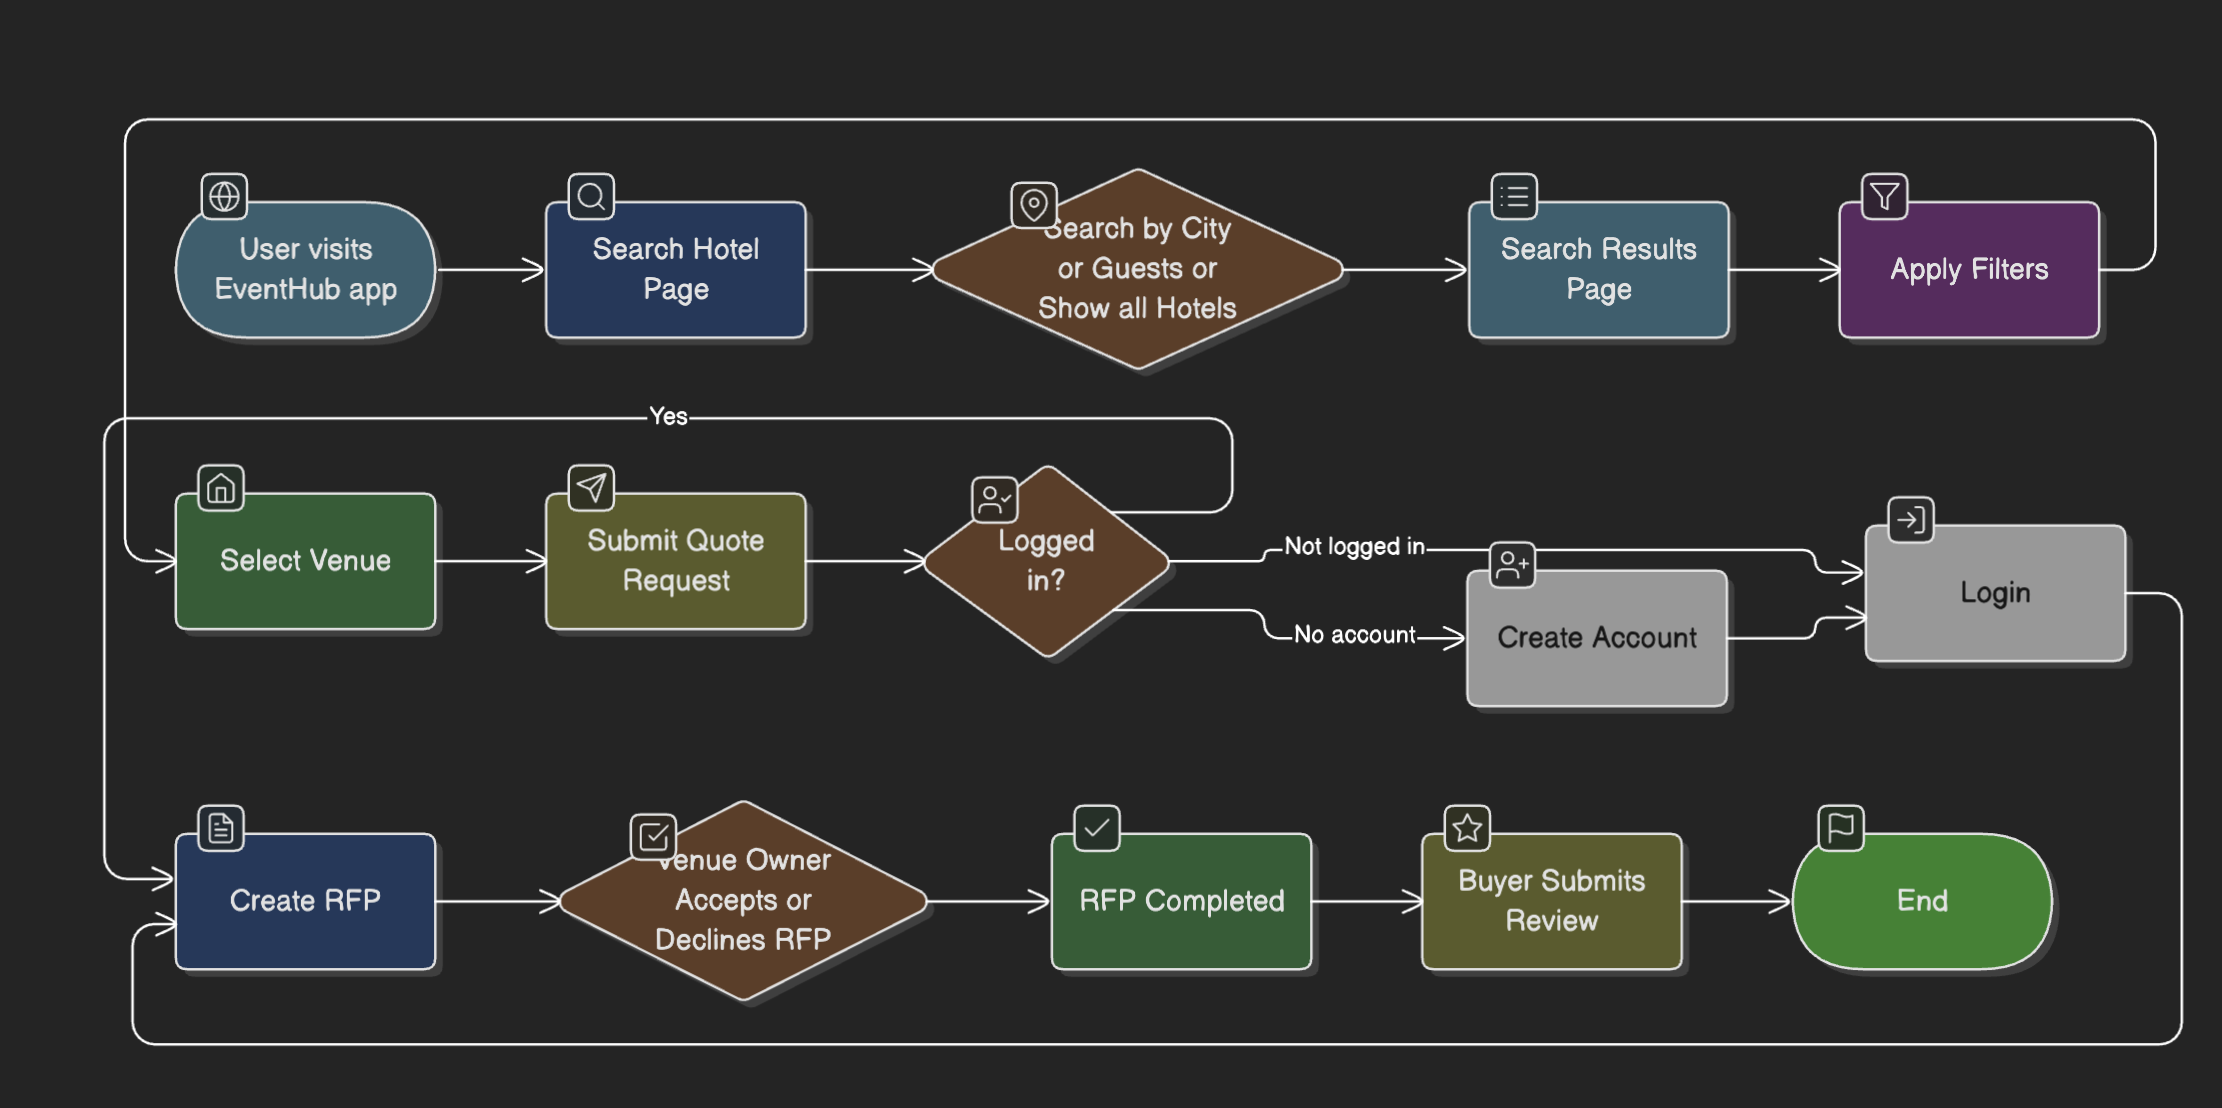 User visits
EventHub app
Search Hotel
Page
Search by City
or Guests or
Show all Hotels
Search Results
Page
Apply Filters
Yes
Select Venue
Submit Quote
Request
Logged
in?
Not logged in
No account
Create Account
Login
Create RFP
Venue Owner
Accepts or
Declines RFP
RFP Completed
Buyer Submits
Review
End